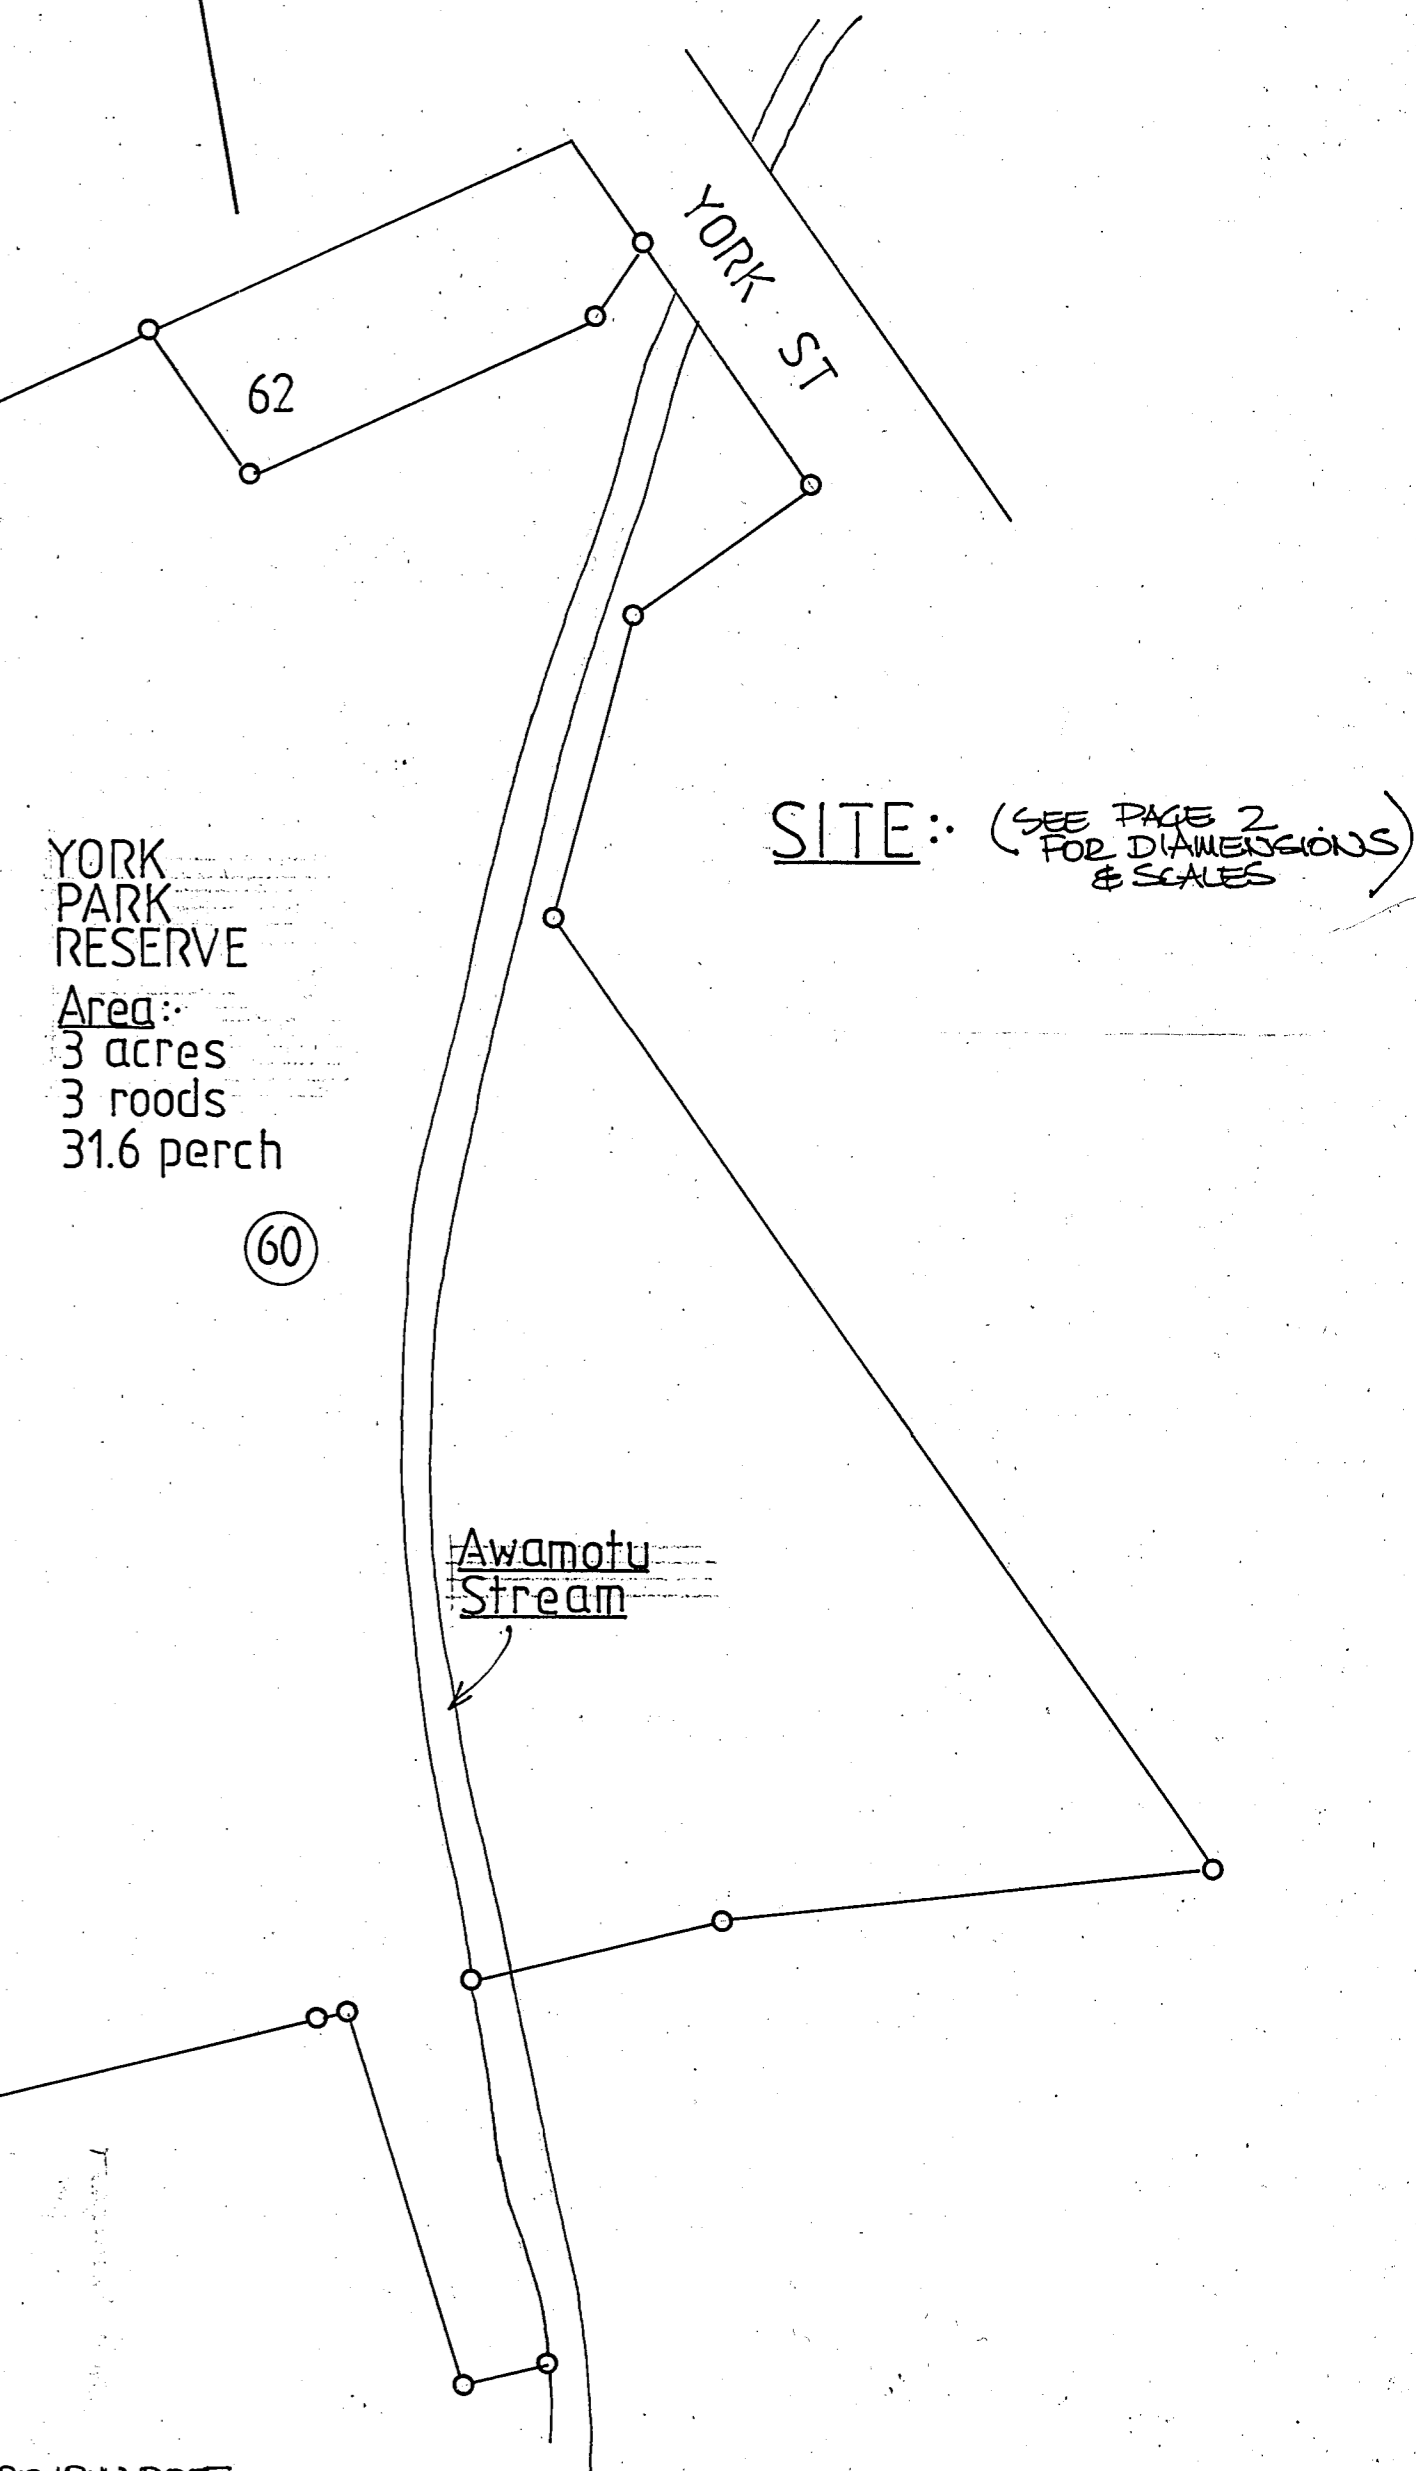 YORK ST
62
SITE:- (SEE PAGE 2
FOR DIAMENSIONS)
& SCALES
YORK
PARK
RESERVE
Area:-
3 acres
3 roods
31.6 perch
60
Awamotu
Stream